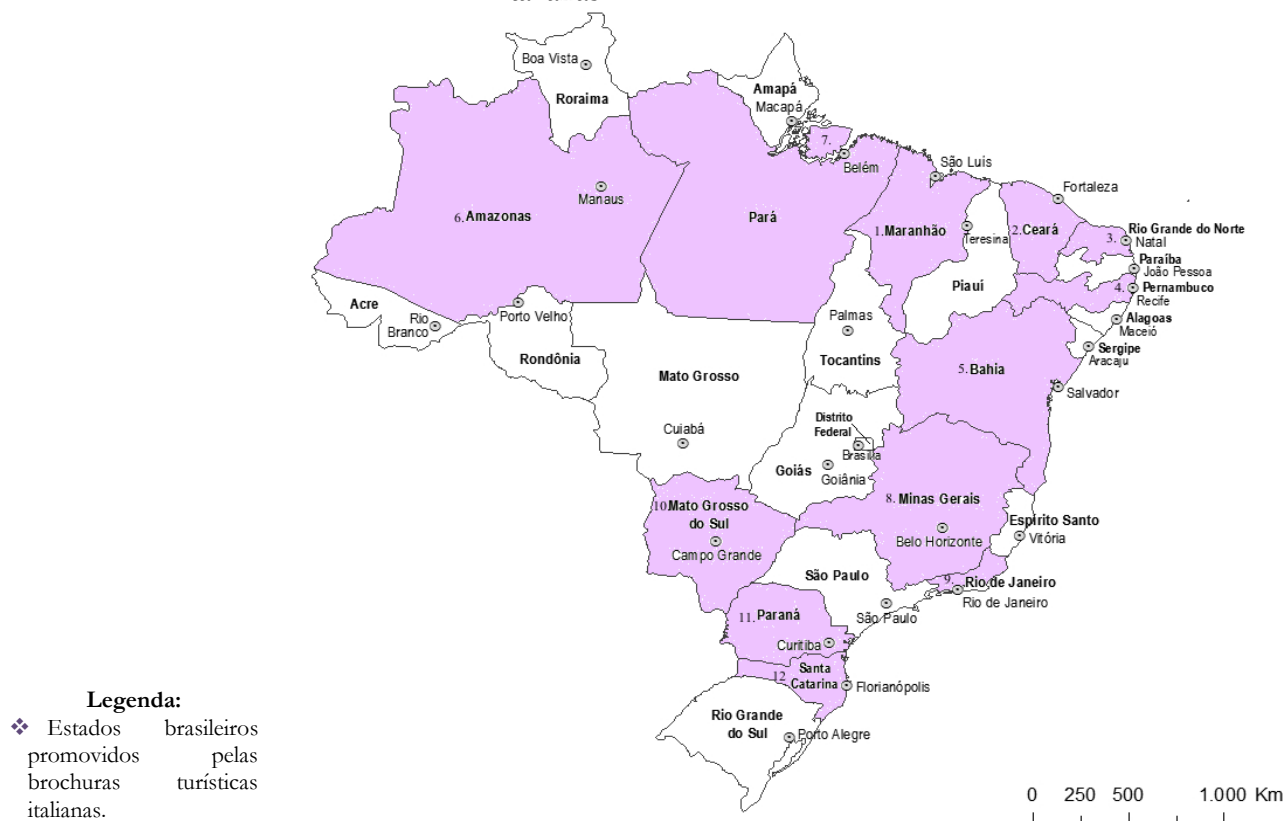 Boa Vista
Roraima
Amapá
Macapá
7.
Belém
São Luís
Fortaleza
Manaus
6. Amazonas
Pará
1. Maranhão
Teresina
2. Ceará
3.
Rio Grande do Norte
Natal
Paraíba
João Pessoa
4.
Pernambuco
Recife
Piauí
Acre
Rio
Branco
Porto Velho
Palmas
Alagoas
Maceió
Rondônia
Tocantins
Sergipe
Aracaju
Mato Grosso
5. Bahia
Salvador
Distrito
Federal
Brasília
Cuiabá
Goiás
Goiânia
8. Minas Gerais
10. Mato Grosso
do Sul
Espírito Santo
Vitória
Belo Horizonte
Campo Grande
São Paulo
9.
Rio de Janeiro
Rio de Janeiro
São Paulo
11. Paraná
Curitiba
12
Santa
Catarina
Florianópolis
Rio Grande
do Sul
Porto Alegre
Legenda:
❖ Estados brasileiros
promovidos pelas
brochuras turísticas
italianas.
0 250 500 1.000 Km